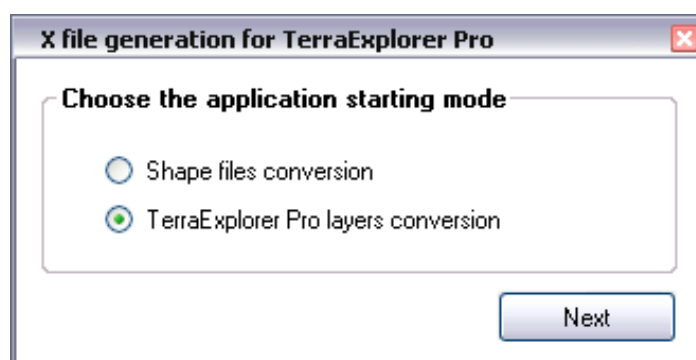 X file generation for TerraExplorer Pro
Choose the application starting mode
Shape files conversion
TerraExplorer Pro layers conversion
Next